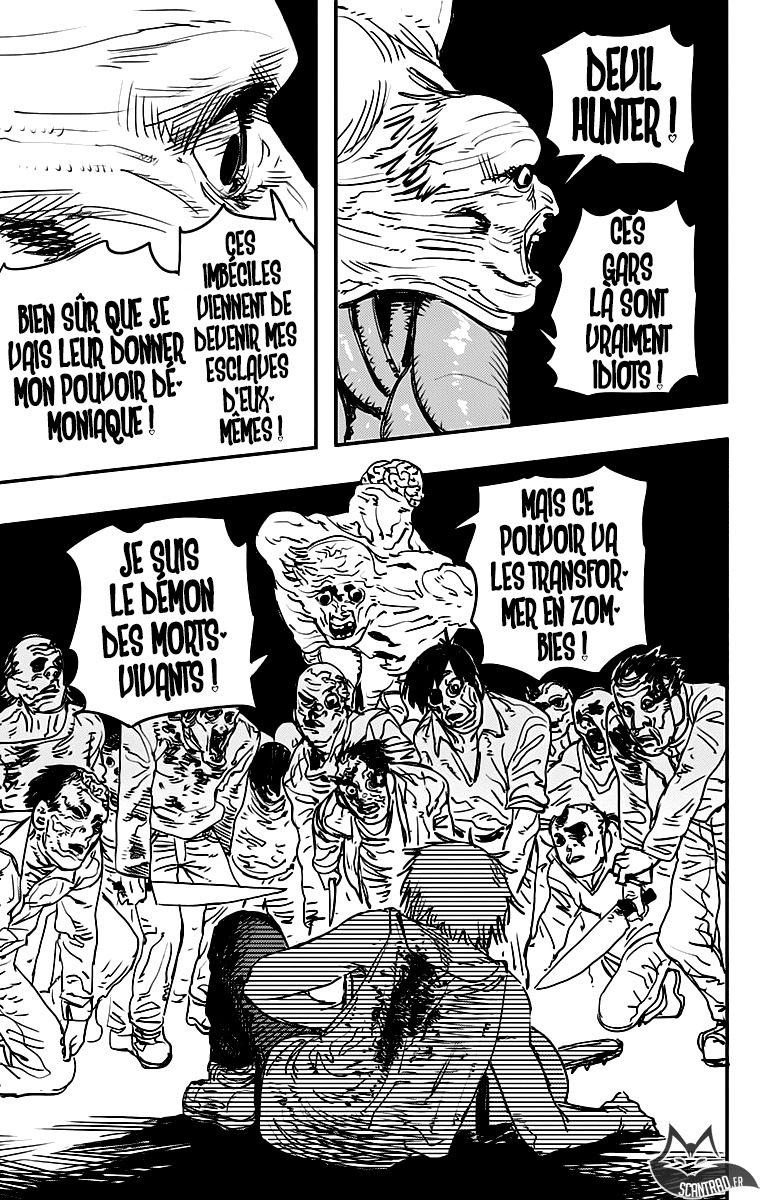 DEVIL
HUNTER !
CES
GARS
LÀ SONT
VRAIMENT
IDIOTS !
CES
IMBÉCILES
VIENNENT DE
DEVENIR MES
ESCLAVES
D'EUX-
MÊMES !
BIEN SÛR QUE JE
VAIS LEUR DONNER
MON POUVOIR DÉ-
MONIAQUE !
MAIS CE
POUVOIR VA
LES TRANSFOR-
MER EN ZOM-
BIES !
JE SUIS
LE DÉMON
DES MORTS-
VIVANTS !
SCANTRAD.FR